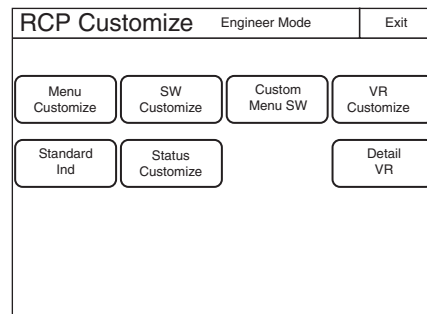 RCP Customize Engineer Mode Exit
Menu
Customize
SW
Customize
Custom
Menu SW
VR
Customize
Standard
Ind
Status
Customize
Detail
VR